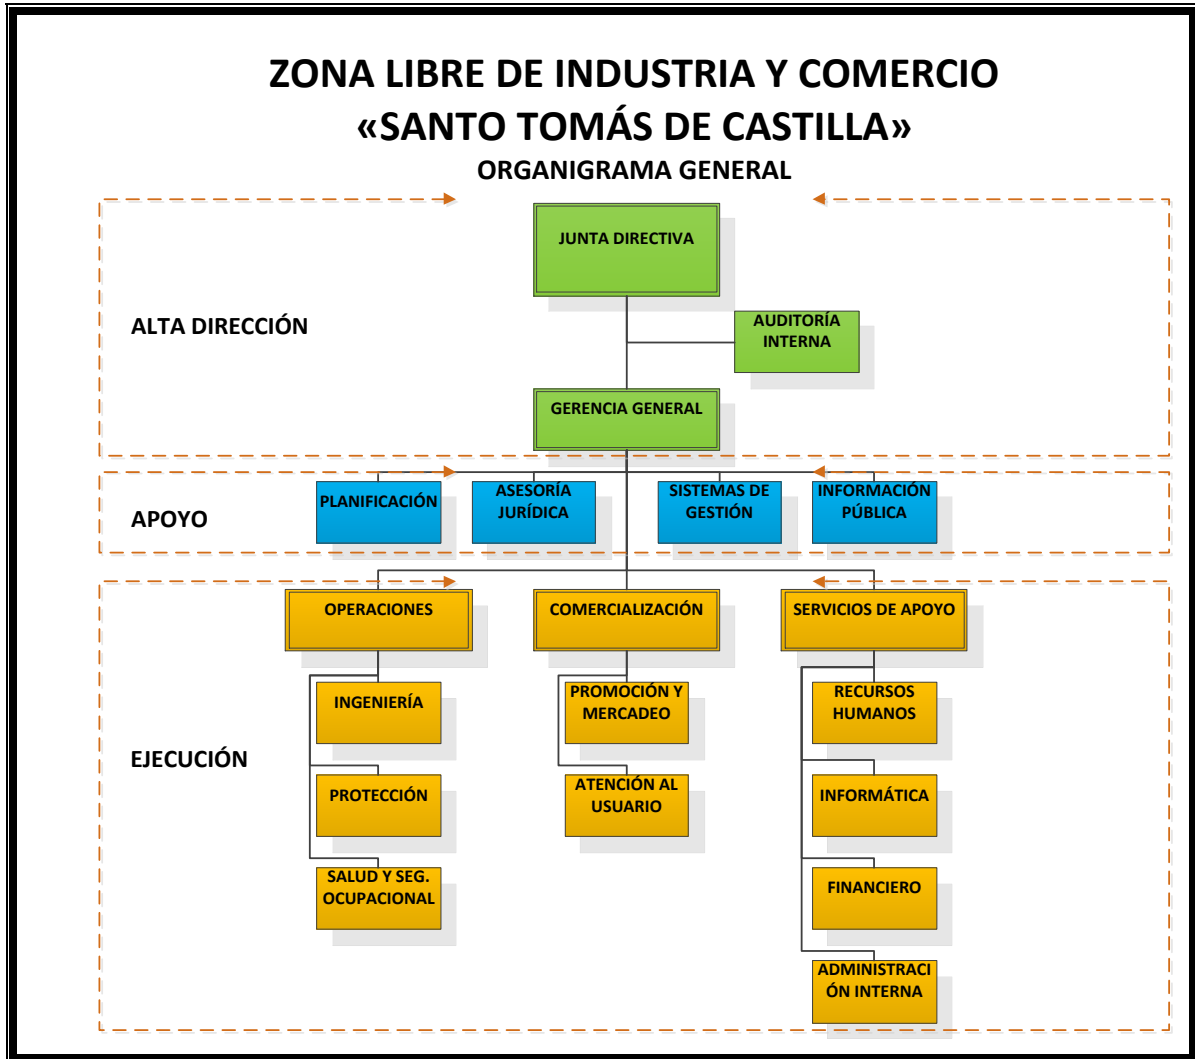 ZONA LIBRE DE INDUSTRIA Y COMERCIO
«SANTO TOMÁS DE CASTILLA»
ORGANIGRAMA GENERAL
JUNTA DIRECTIVA
ALTA DIRECCIÓN
AUDITORÍA
INTERNA
GERENCIA GENERAL
APOYO
PLANIFICACIÓN
ASESORÍA
JURÍDICA
SISTEMAS DE
GESTIÓN
INFORMACIÓN
PÚBLICA
EJECUCIÓN
OPERACIONES
INGENIERÍA
PROTECCIÓN
SALUD Y SEG.
OCUPACIONAL
COMERCIALIZACIÓN
PROMOCIÓN Y
MERCADEO
ATENCIÓN AL
USUARIO
SERVICIOS DE APOYO
RECURSOS
HUMANOS
INFORMÁTICA
FINANCIERO
ADMINISTRACI
ÓN INTERNA